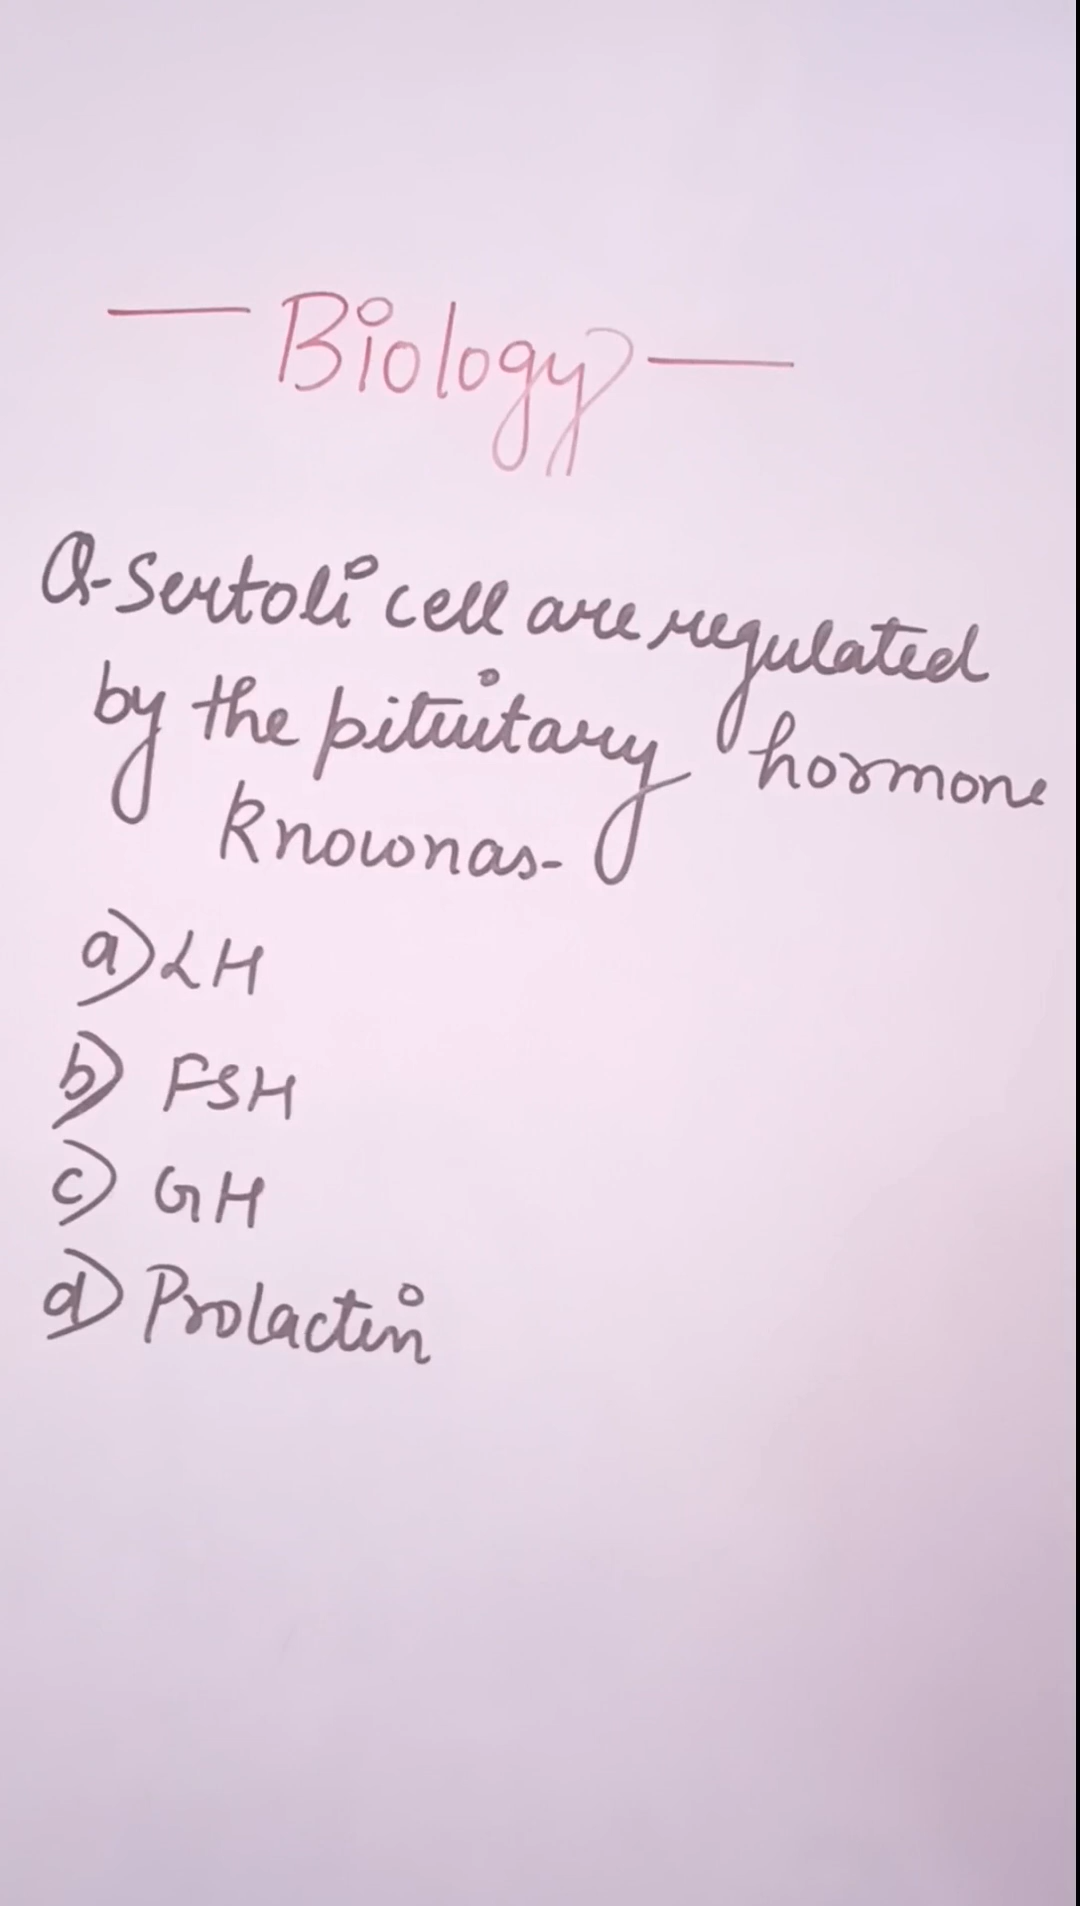 Biology
Q-Sertoli cell are regulated
by the pituitary hormone
knownas-
a) LH
b) FSH
c) GH
d) Prolactin